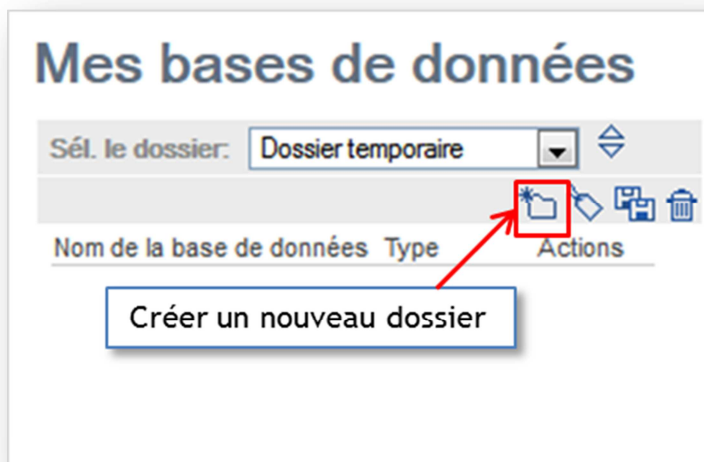 Mes bases de données
Sél. le dossier: Dossier temporaire
Nom de la base de données Type Actions
Créer un nouveau dossier